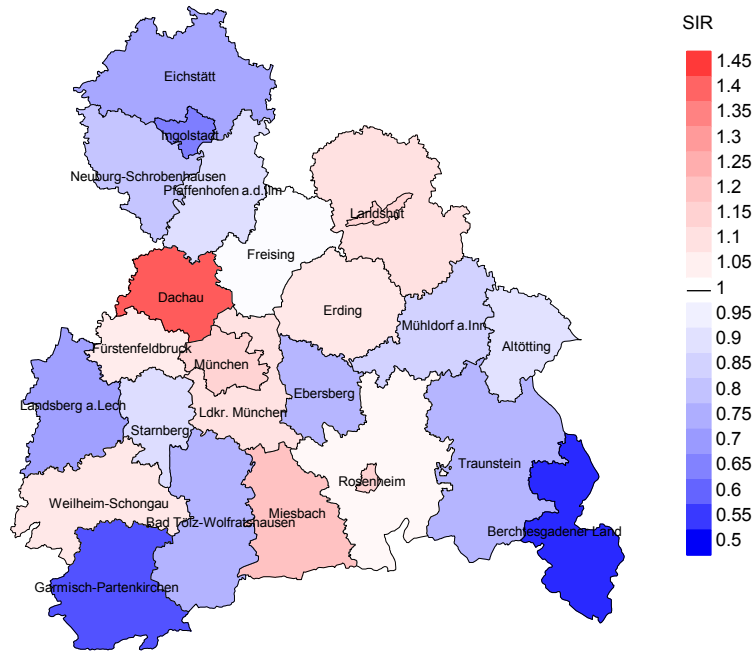 SIR
1.45
1.4
1.35
1.3
1.25
1.2
1.15
1.1
1.05
1
0.95
0.9
0.85
0.8
0.75
0.7
0.65
0.6
0.55
0.5
Eichstätt
Ingolstadt
Neuburg-Schrobenhausen
Pfaffenhofen a.d.Ilm
Landshut
Freising
Dachau
Erding
Mühldorf a.Inn
Altötting
Fürstenfeldbruck
München
Ebersberg
Landsberg a.Lech
Ldkr. München
Starnberg
Traunstein
Rosenheim
Weilheim-Schongau
Miesbach
Bad Tölz-Wolfratshausen
Berchtesgadener Land
Garmisch-Partenkirchen